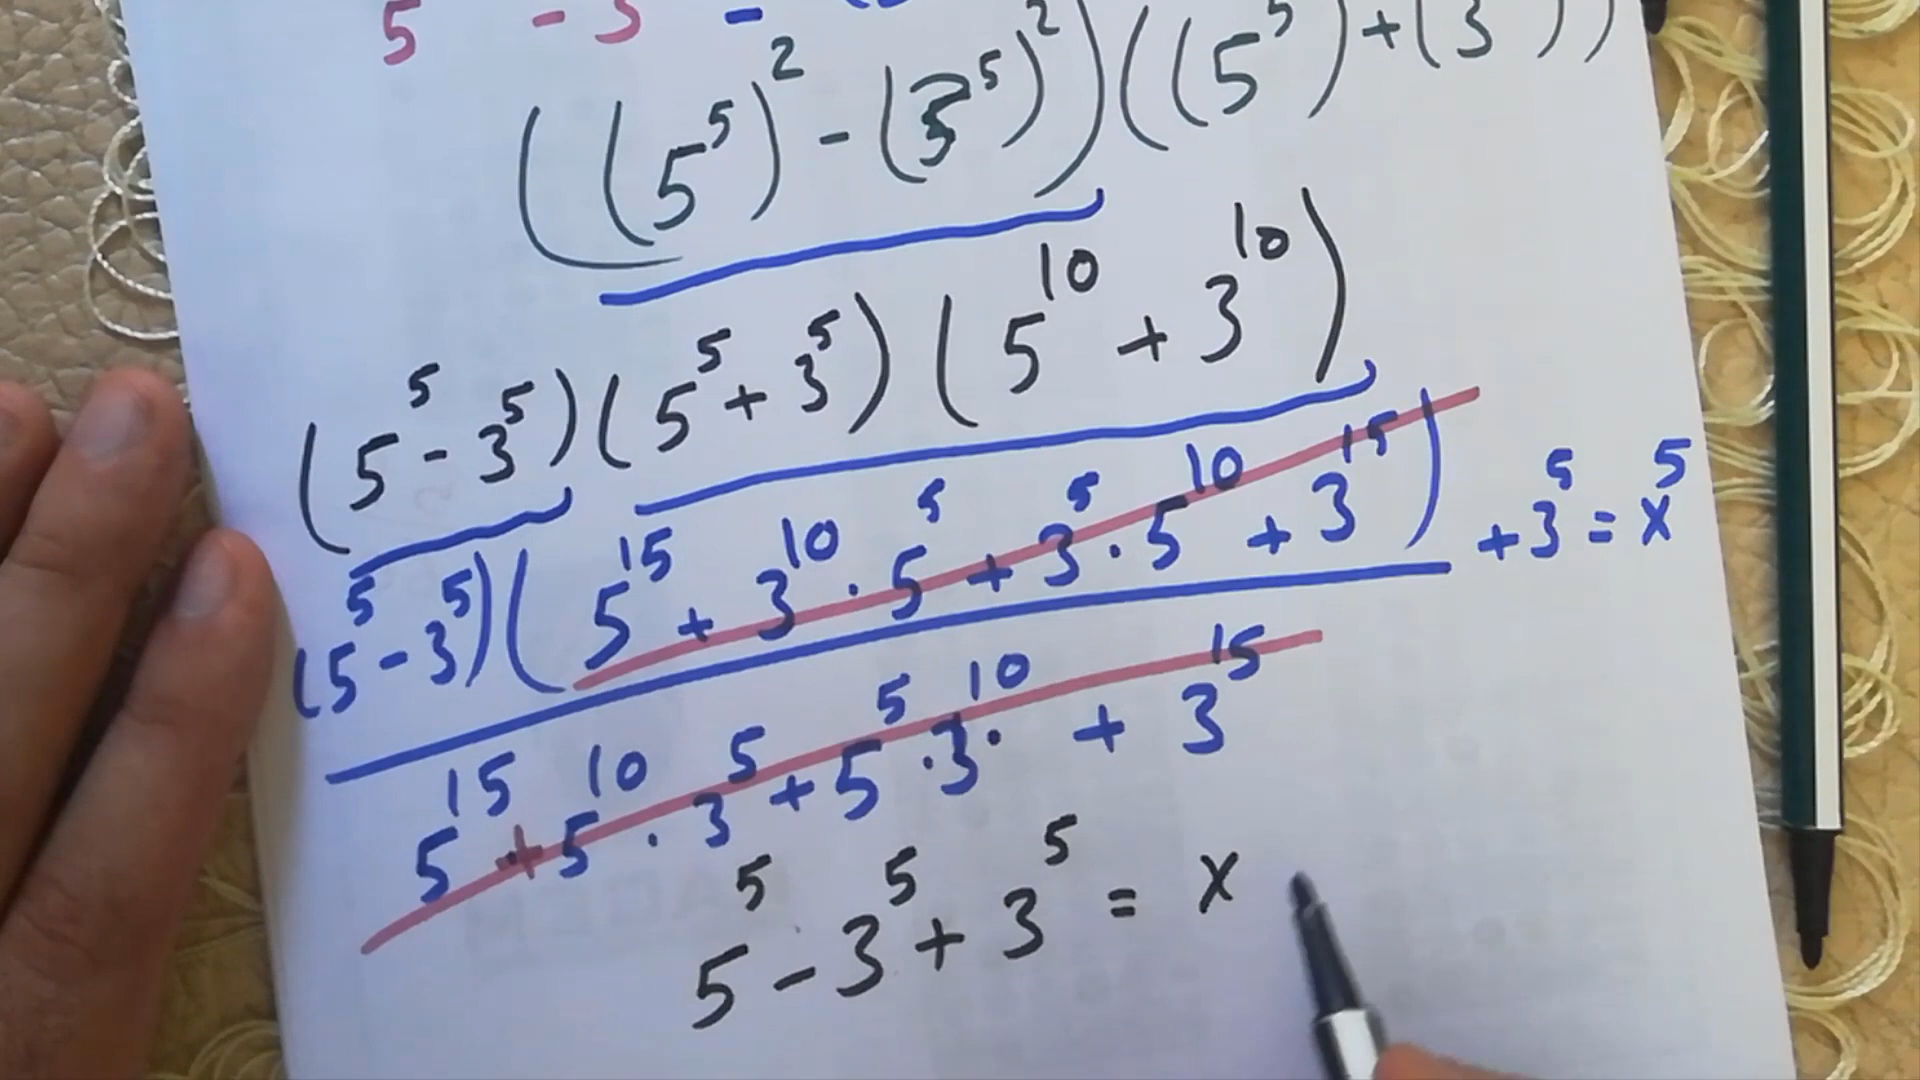 5 - 3 -
((5^5)^2 - (3^5)^2)((5^5) + (3 ))
(5^5 - 3^5)(5^5 + 3^5)(5^10 + 3^10)
(5^5 - 3^5)(5^15 + 3^10 · 5^5 + 3^5 · 5^10 + 3^15) + 3^5 = x^5
5^15 + 5^10 · 3^5 + 5^5 · 3^10 + 3^15
5^5 - 3^5 + 3^5 = x